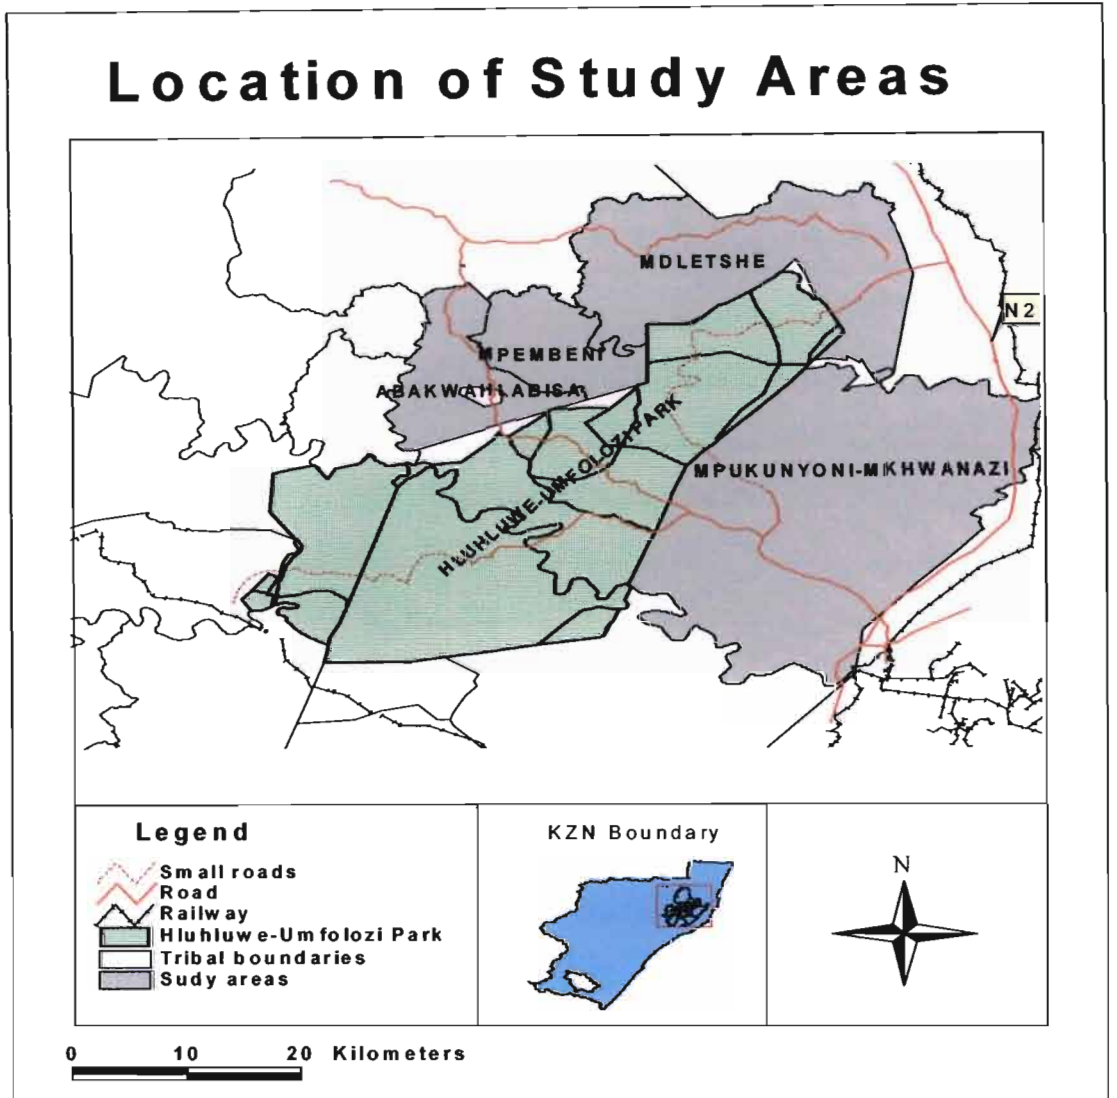 Location of Study Areas
MDLETSHE
N2
MPEMBENI
ABAKWAHLABISA
HLUHLUWE-UMFOLOZI PARK
MPUKUNYONI-MKHWANAZI
Legend
Small roads
Road
Railway
Hluhluwe-Umfolozi Park
Tribal boundaries
Sudy areas
KZN Boundary
N
0 10 20 Kilometers